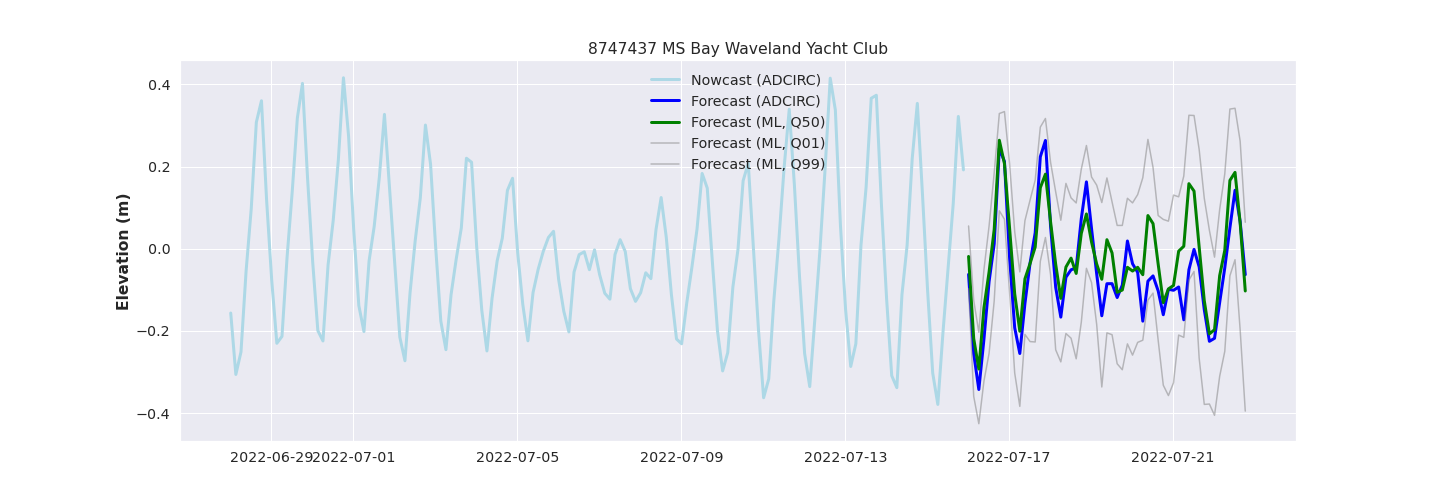 8747437 MS Bay Waveland Yacht Club
Nowcast (ADCIRC)
Forecast (ADCIRC)
Forecast (ML, Q50)
Forecast (ML, Q01)
Forecast (ML, Q99)
Elevation (m)
0.4
0.2
0.0
−0.2
−0.4
2022-06-29 2022-07-01 2022-07-05 2022-07-09 2022-07-13 2022-07-17 2022-07-21